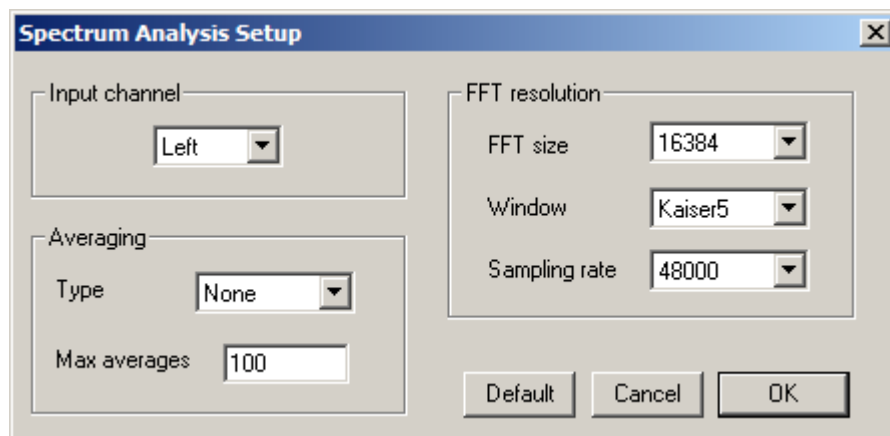 Spectrum Analysis Setup
Input channel
Left
Averaging
Type None
Max averages 100
FFT resolution
FFT size 16384
Window Kaiser5
Sampling rate 48000
Default Cancel OK